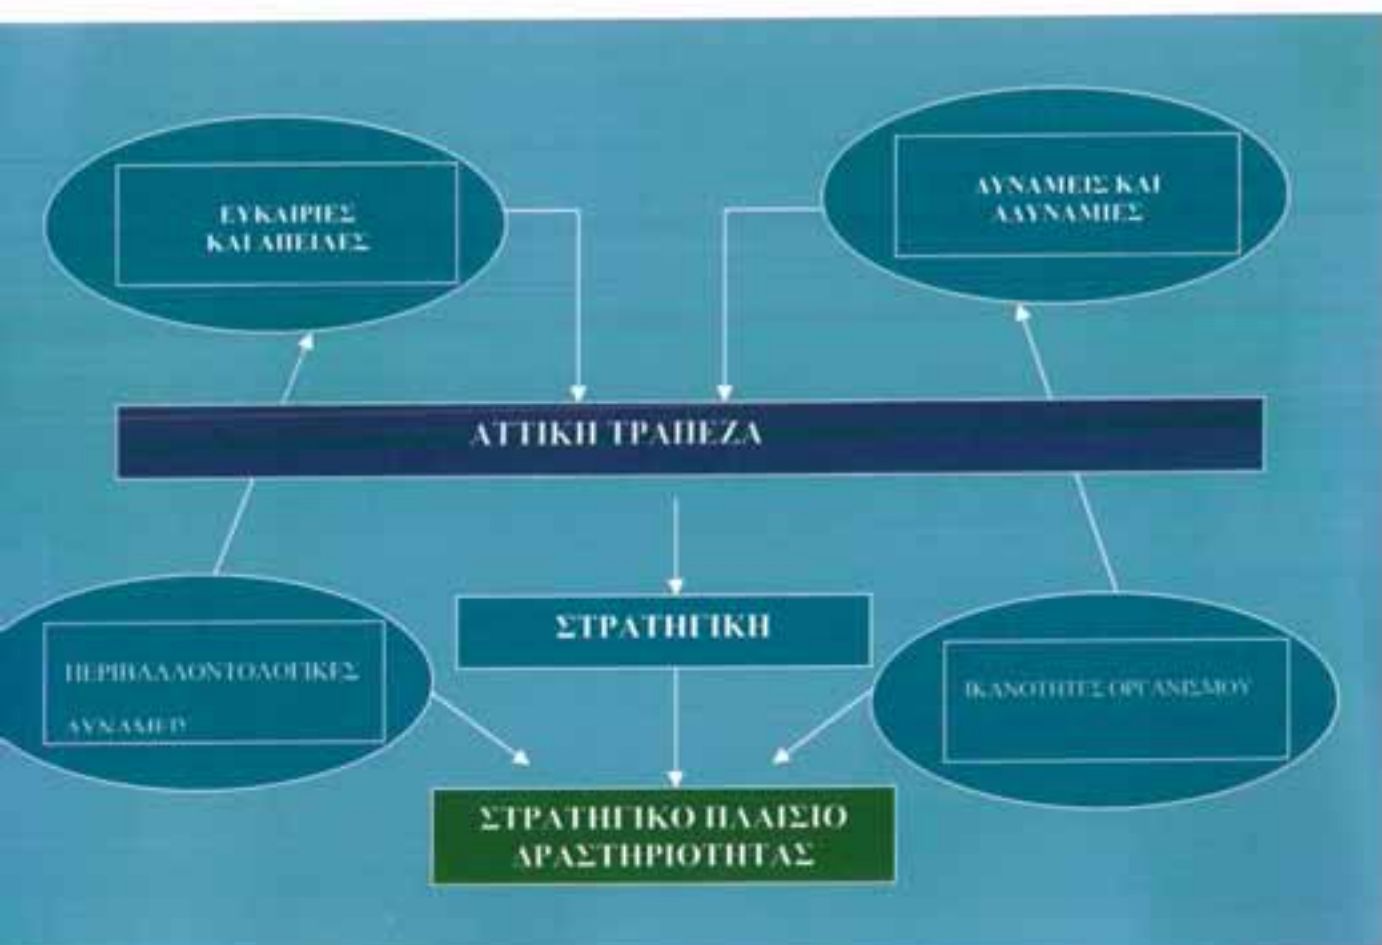 ΕΥΚΑΙΡΙΕΣ
ΚΑΙ ΑΠΕΙΛΕΣ
ΔΥΝΑΜΕΙΣ ΚΑΙ
ΑΔΥΝΑΜΙΕΣ
ΑΤΤΙΚΗ ΤΡΑΠΕΖΑ
ΣΤΡΑΤΗΓΙΚΗ
ΠΕΡΙΒΑΛΛΟΝΤΟΛΟΓΙΚΕΣ
ΙΚΑΝΟΤΗΤΕΣ ΟΡΓΑΝΙΣΜΟΥ
ΣΤΡΑΤΗΓΙΚΟ ΠΛΑΙΣΙΟ
ΔΡΑΣΤΗΡΙΟΤΗΤΑΣ